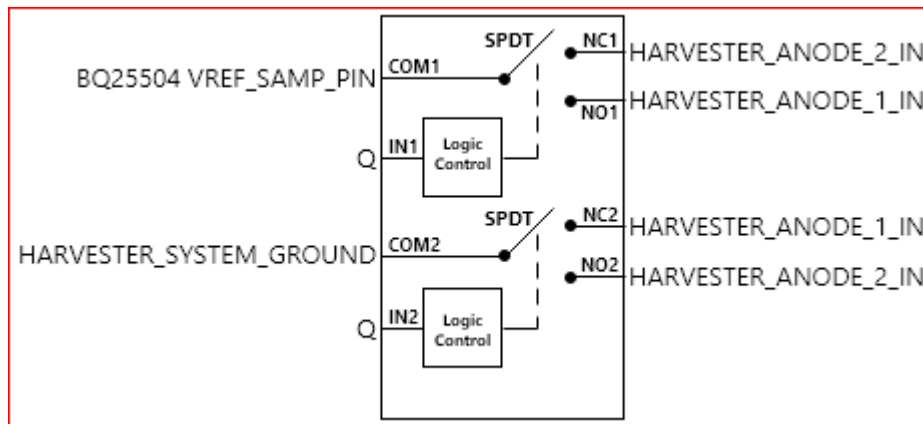 SPDT
NC1
HARVESTER_ANODE_2_IN
COM1
BQ25504 VREF_SAMP_PIN
HARVESTER_ANODE_1_IN
NO1
IN1
Logic
Control
Q
SPDT
NC2
HARVESTER_ANODE_1_IN
COM2
HARVESTER_SYSTEM_GROUND
NO2
HARVESTER_ANODE_2_IN
IN2
Logic
Control
Q